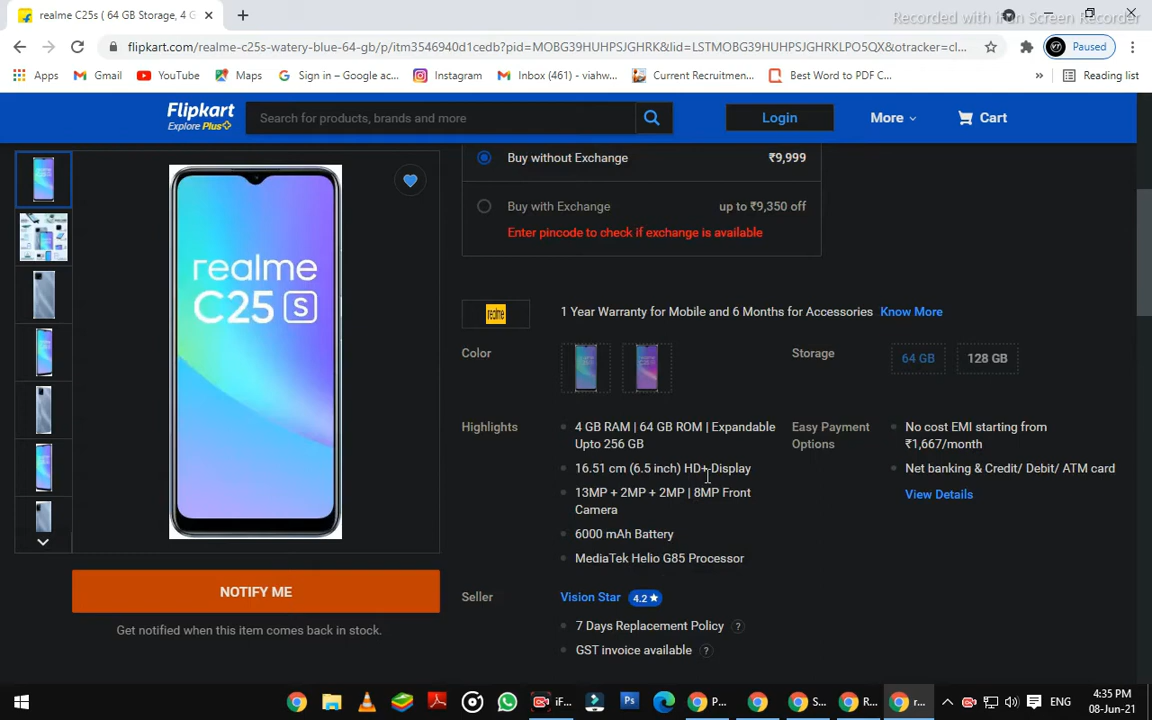 realme C25s ( 64 GB Storage, 4 G
Recorded with iFun Screen Recorder
flipkart.com/realme-c25s-watery-blue-64-gb/p/itm3546940d1cedb?pid=MOBG39HUHPSJGHRK&lid=LSTMOBG39HUHPSJGHRKLPO5QX&otracker=c...
Paused
Apps Gmail YouTube Maps Sign in – Google ac... Instagram Inbox (461) - viahw... Current Recruitmen... Best Word to PDF C... » Reading list
Flipkart
Explore Plus
Search for products, brands and more
Login
More
Cart
Buy without Exchange ₹9,999
Buy with Exchange up to ₹9,350 off
Enter pincode to check if exchange is available
realme
C25 S
realme
1 Year Warranty for Mobile and 6 Months for Accessories Know More
Color
Storage 64 GB 128 GB
Highlights
4 GB RAM | 64 GB ROM | Expandable
Upto 256 GB
16.51 cm (6.5 inch) HD+ Display
13MP + 2MP + 2MP | 8MP Front
Camera
6000 mAh Battery
MediaTek Helio G85 Processor
Easy Payment
Options
No cost EMI starting from
₹1,667/month
Net banking & Credit/ Debit/ ATM card
View Details
NOTIFY ME
Get notified when this item comes back in stock.
Seller Vision Star 4.2★
7 Days Replacement Policy ?
GST invoice available ?
iF... P... S... R... r...
ENG
4:35 PM
08-Jun-21